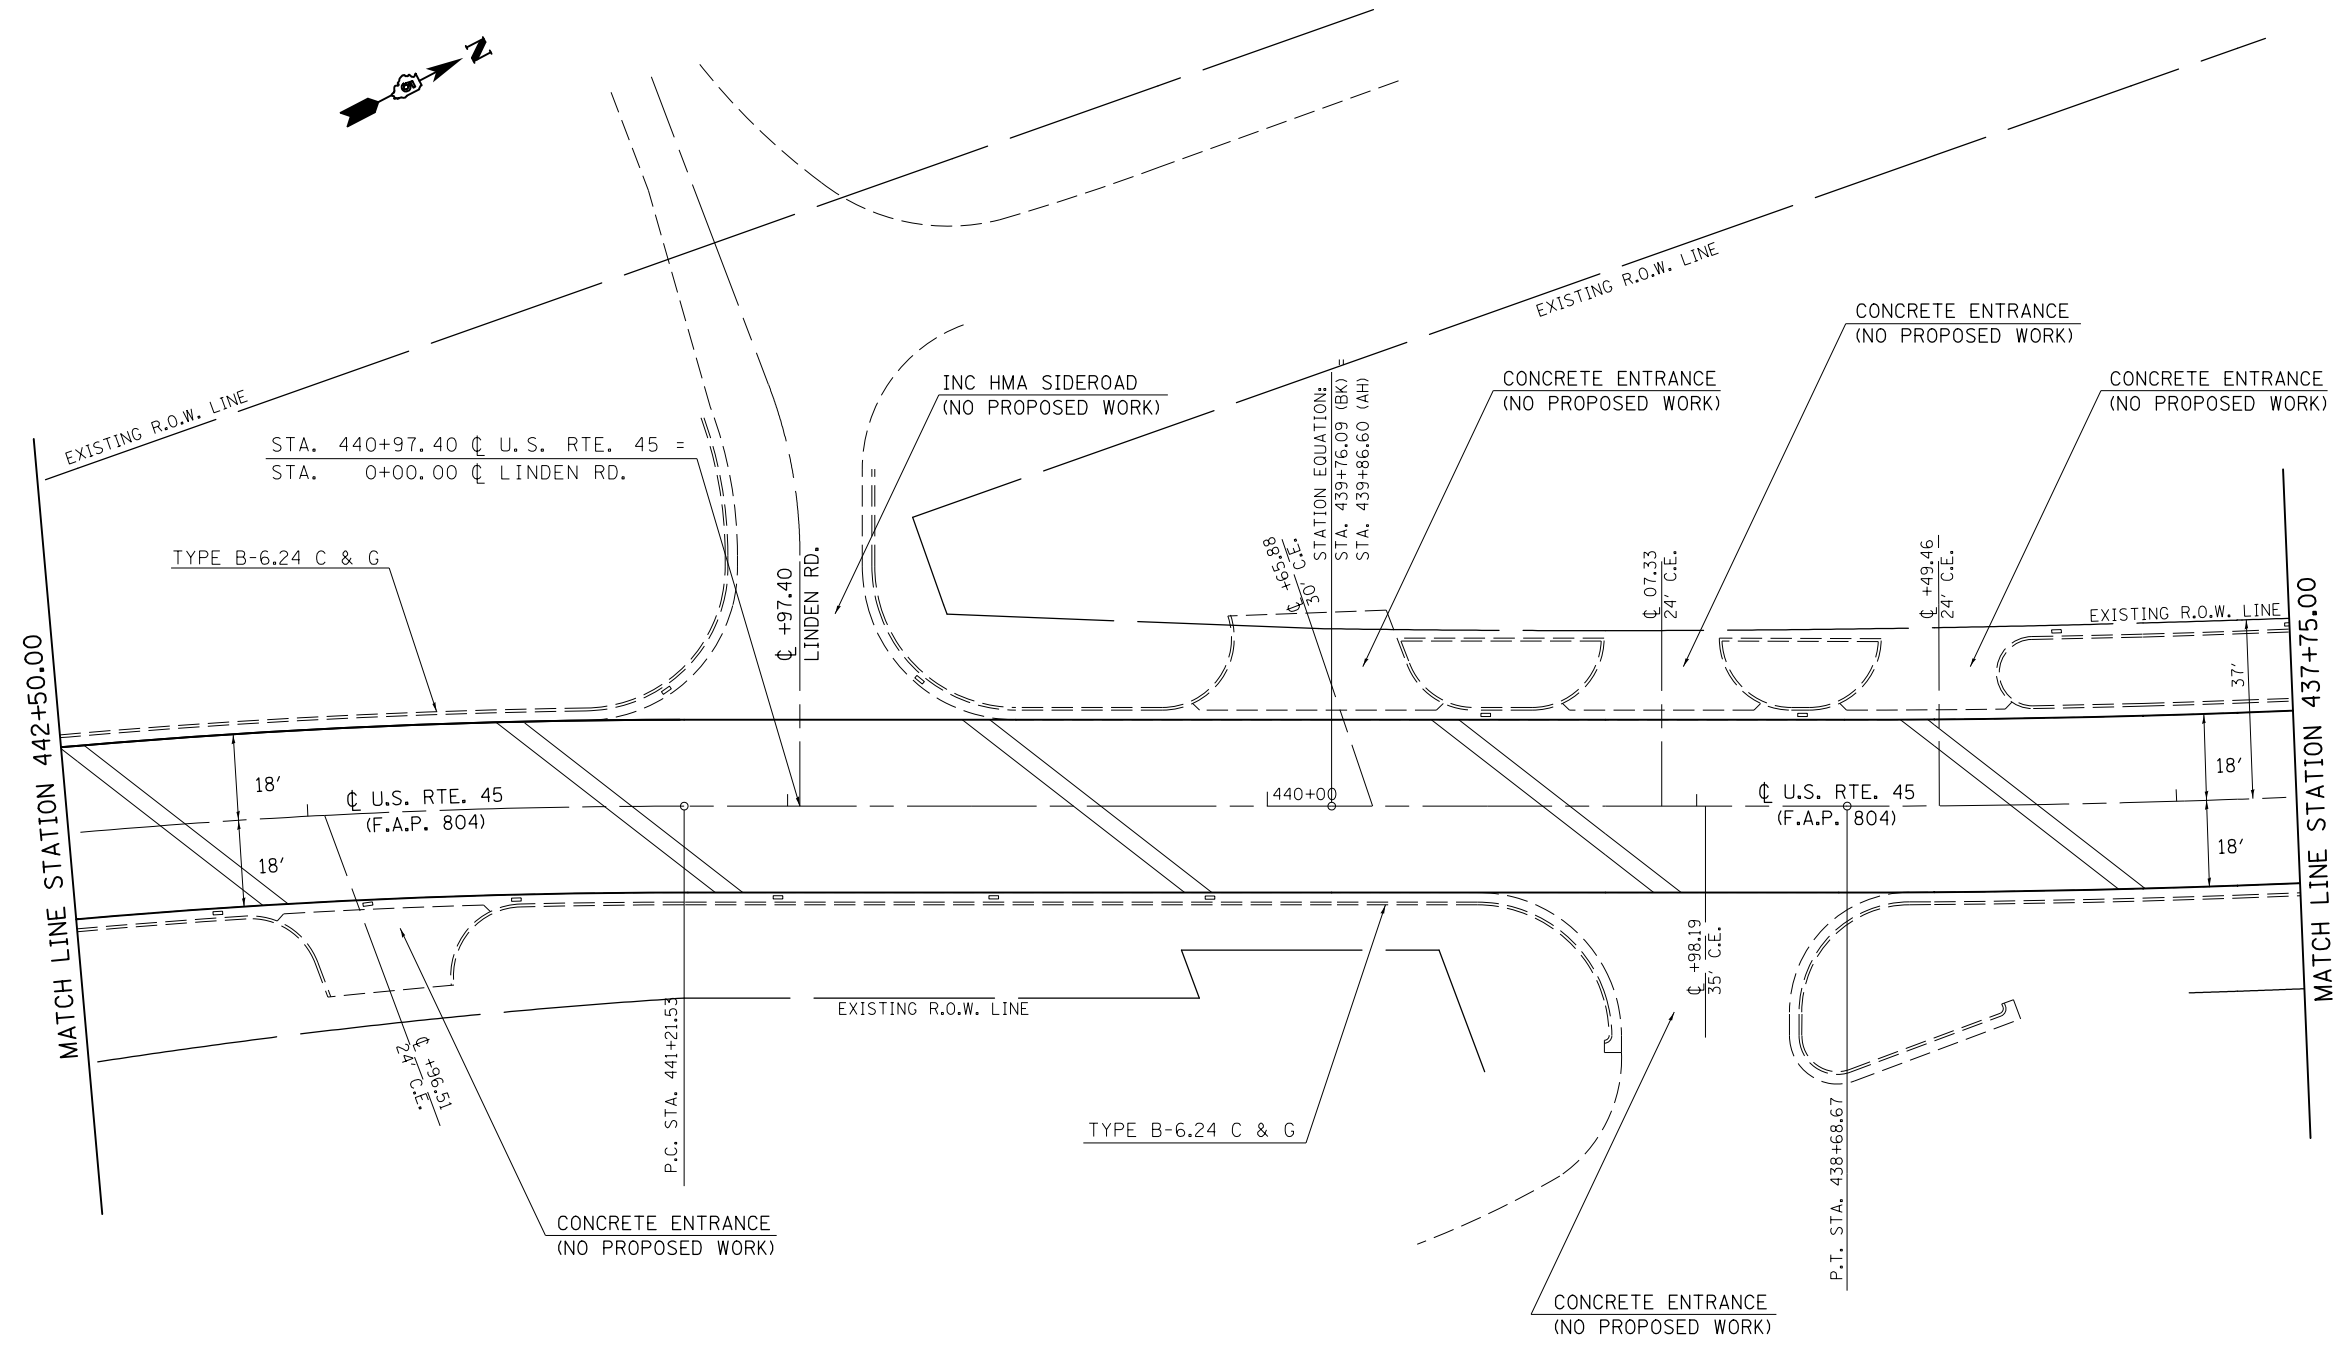 N
EXISTING R.O.W. LINE
EXISTING R.O.W. LINE
CONCRETE ENTRANCE
(NO PROPOSED WORK)
INC HMA SIDEROAD
(NO PROPOSED WORK)
CONCRETE ENTRANCE
(NO PROPOSED WORK)
CONCRETE ENTRANCE
(NO PROPOSED WORK)
STATION EQUATION:
STA. 439+76.09 (BK) =
STA. 439+86.60 (AH)
STA. 440+97.40 ℄ U.S. RTE. 45 =
STA. 0+00.00 ℄ LINDEN RD.
TYPE B-6.24 C & G
℄ +97.40
LINDEN RD.
℄ +65.88
30' C.E.
℄ 07.33
24' C.E.
℄ +49.46
24' C.E.
EXISTING R.O.W. LINE
MATCH LINE STATION 442+50.00
MATCH LINE STATION 437+75.00
37'
18'
18'
℄ U.S. RTE. 45
(F.A.P. 804)
440+00
℄ U.S. RTE. 45
(F.A.P. 804)
18'
18'
℄ +98.19
35' C.E.
EXISTING R.O.W. LINE
℄ +96.51
24' C.E.
P.C. STA. 441+21.53
TYPE B-6.24 C & G
P.T. STA. 438+68.67
CONCRETE ENTRANCE
(NO PROPOSED WORK)
CONCRETE ENTRANCE
(NO PROPOSED WORK)